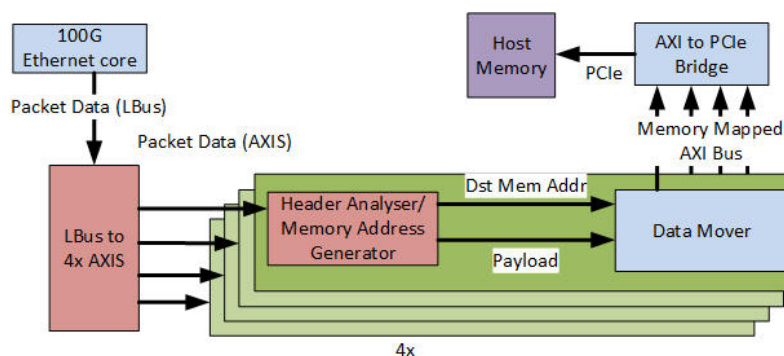 100G
Ethernet core
Packet Data (LBus)
Packet Data (AXIS)
LBus to
4x AXIS
Header Analyser/
Memory Address
Generator
Dst Mem Addr
Payload
Data Mover
Memory Mapped
AXI Bus
AXI to PCIe
Bridge
PCIe
Host
Memory
4x